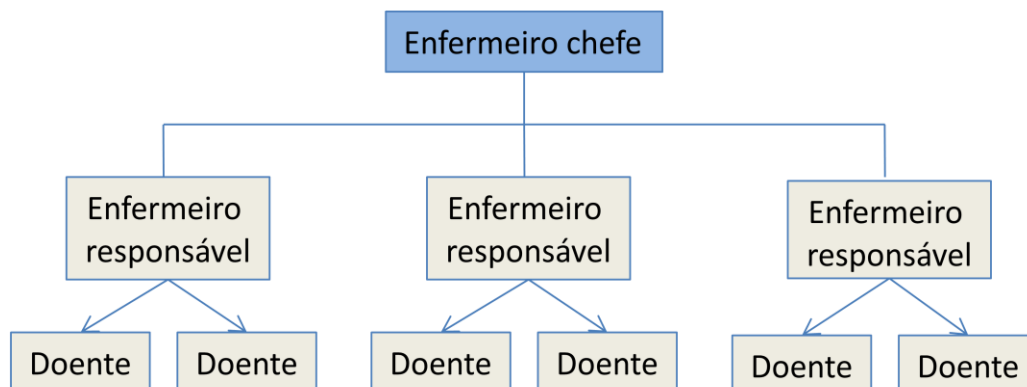 Enfermeiro chefe
Enfermeiro
responsável
Enfermeiro
responsável
Enfermeiro
responsável
Doente
Doente
Doente
Doente
Doente
Doente